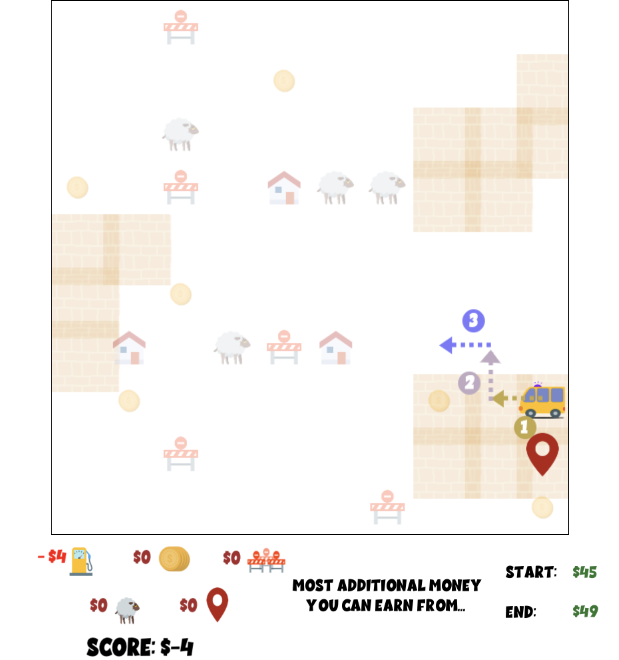 3
2
1
- $4 $0 $0
$0 $0
SCORE: $-4
MOST ADDITIONAL MONEY
YOU CAN EARN FROM...
START: $45
END: $49